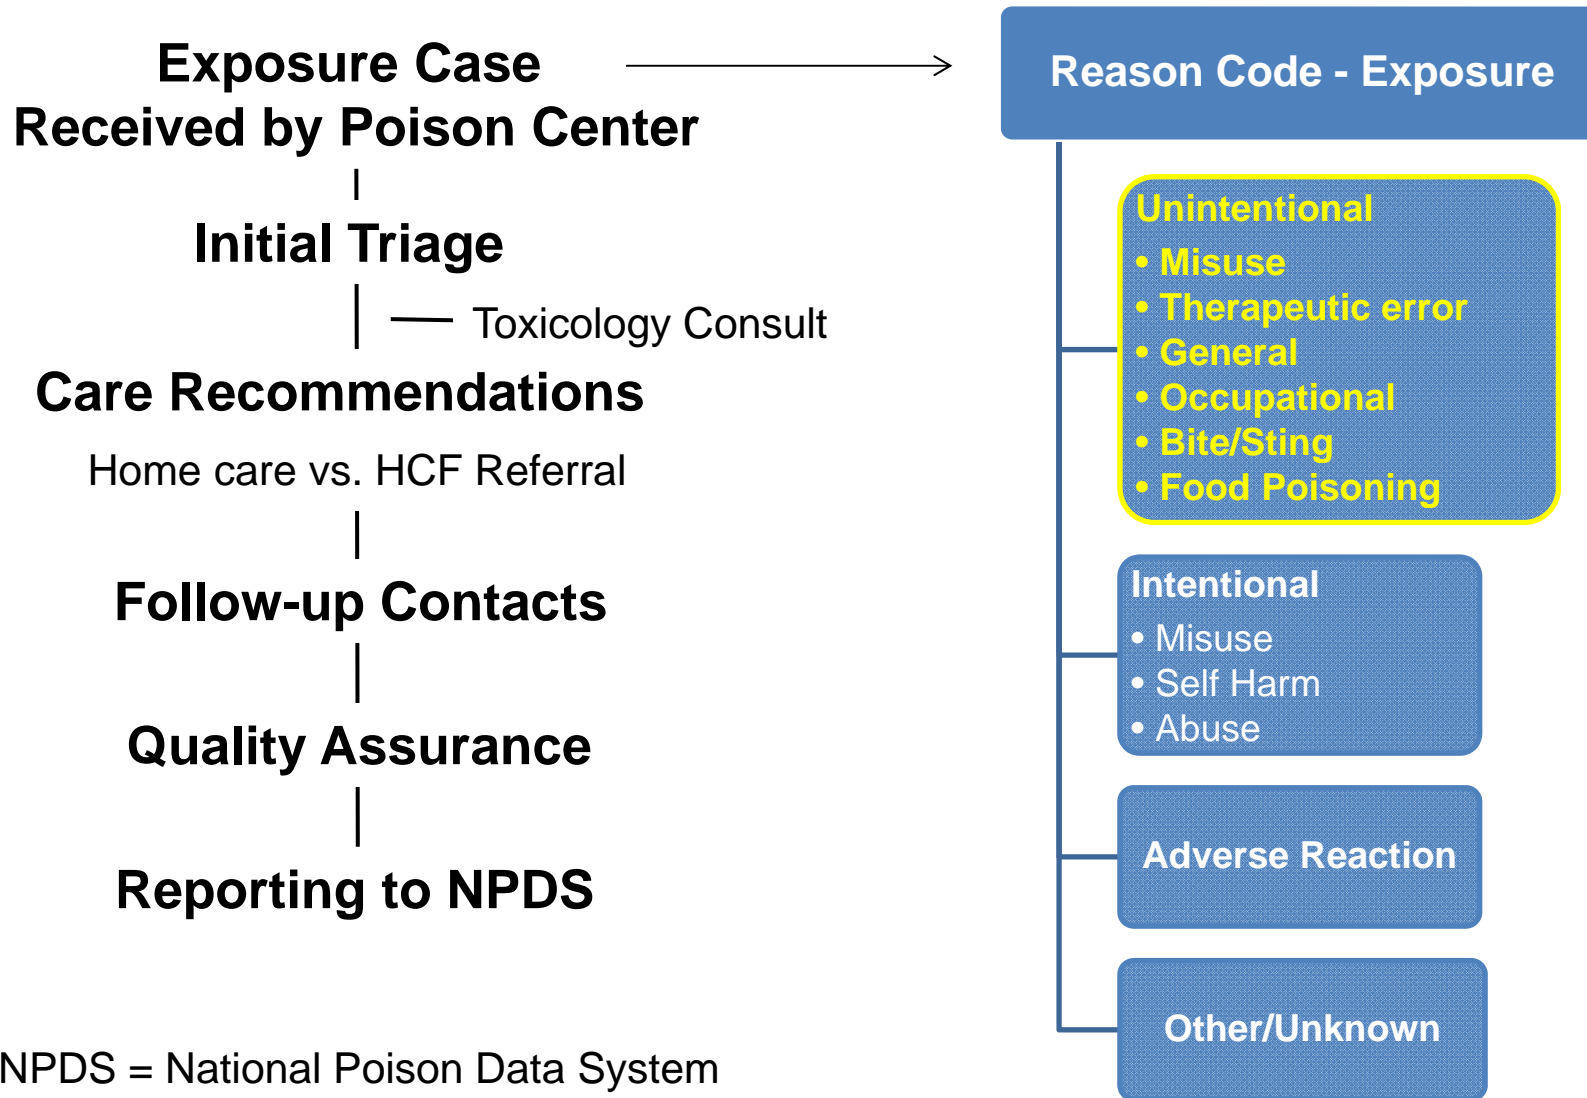 Exposure Case
Received by Poison Center
Initial Triage
Toxicology Consult
Care Recommendations
Home care vs. HCF Referral
Follow-up Contacts
Quality Assurance
Reporting to NPDS
NPDS = National Poison Data System
Reason Code - Exposure
Unintentional
• Misuse
• Therapeutic error
• General
• Occupational
• Bite/Sting
• Food Poisoning
Intentional
• Misuse
• Self Harm
• Abuse
Adverse Reaction
Other/Unknown